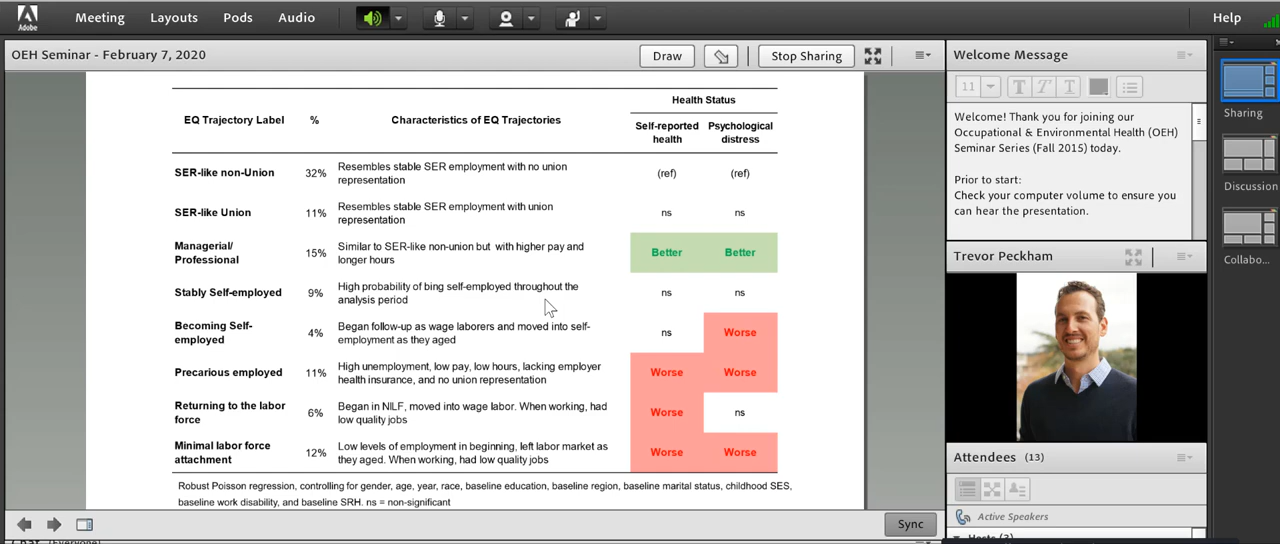 Adobe
Meeting
Layouts
Pods
Audio
Help
OEH Seminar - February 7, 2020
Draw
Stop Sharing
Health Status
EQ Trajectory Label
%
Characteristics of EQ Trajectories
Self-reported
health
Psychological
distress
SER-like non-Union
32%
Resembles stable SER employment with no union
representation
(ref)
(ref)
SER-like Union
11%
Resembles stable SER employment with union
representation
ns
ns
Managerial/
Professional
15%
Similar to SER-like non-union but with higher pay and
longer hours
Better
Better
Stably Self-employed
9%
High probability of bing self-employed throughout the
analysis period
ns
ns
Becoming Self-
employed
4%
Began follow-up as wage laborers and moved into self-
employment as they aged
ns
Worse
Precarious employed
11%
High unemployment, low pay, low hours, lacking employer
health insurance, and no union representation
Worse
Worse
Returning to the labor
force
6%
Began in NILF, moved into wage labor. When working, had
low quality jobs
Worse
ns
Minimal labor force
attachment
12%
Low levels of employment in beginning, left labor market as
they aged. When working, had low quality jobs
Worse
Worse
Robust Poisson regression, controlling for gender, age, year, race, baseline education, baseline region, baseline marital status, childhood SES,
baseline work disability, and baseline SRH. ns = non-significant
Sync
Welcome Message
11
T
T
T
Welcome! Thank you for joining our
Occupational & Environmental Health (OEH)
Seminar Series (Fall 2015) today.
Prior to start:
Check your computer volume to ensure you
can hear the presentation.
Trevor Peckham
Attendees (13)
Active Speakers
Sharing
Discussion
Collabo...